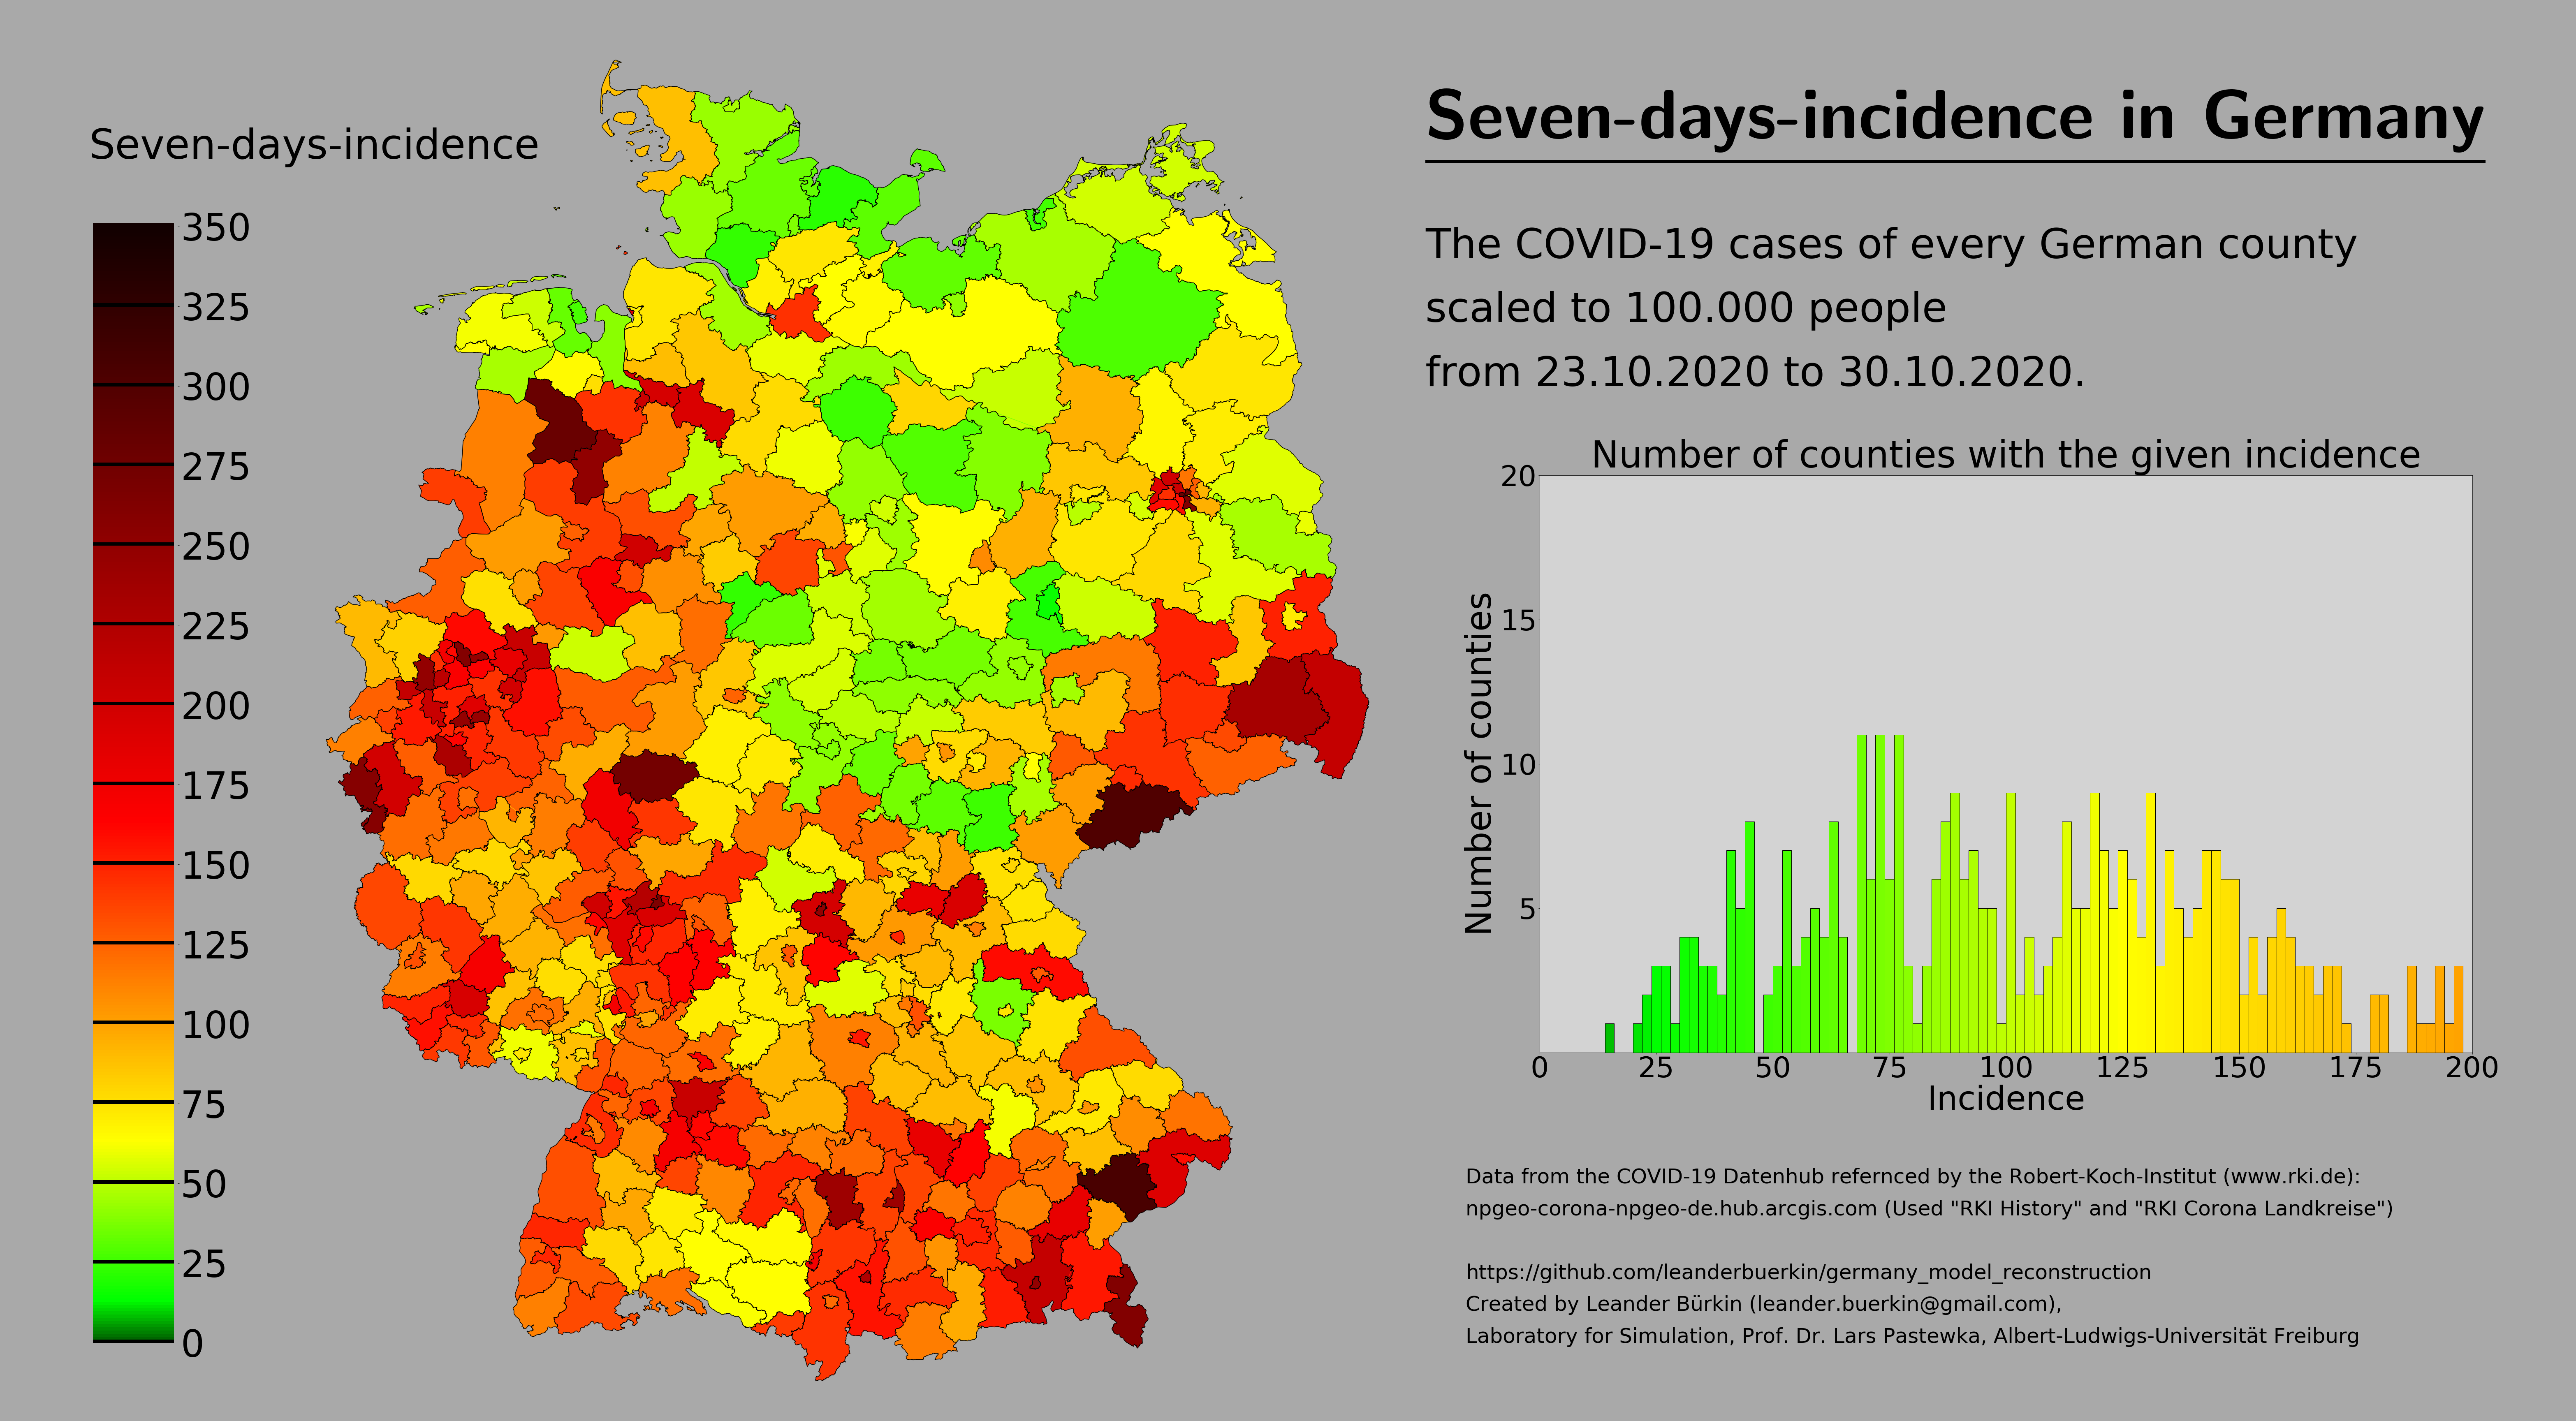 Seven-days-incidence in Germany
Seven-days-incidence
350
325
300
275
250
225
200
175
150
125
100
75
50
25
0
The COVID-19 cases of every German county
scaled to 100.000 people
from 23.10.2020 to 30.10.2020.
Number of counties with the given incidence
20
15
10
5
Number of counties
0 25 50 75 100 125 150 175 200
Incidence
Data from the COVID-19 Datenhub refernced by the Robert-Koch-Institut (www.rki.de):
npgeo-corona-npgeo-de.hub.arcgis.com (Used "RKI History" and "RKI Corona Landkreise")
https://github.com/leanderbuerkin/germany_model_reconstruction
Created by Leander Bürkin (leander.buerkin@gmail.com),
Laboratory for Simulation, Prof. Dr. Lars Pastewka, Albert-Ludwigs-Universität Freiburg